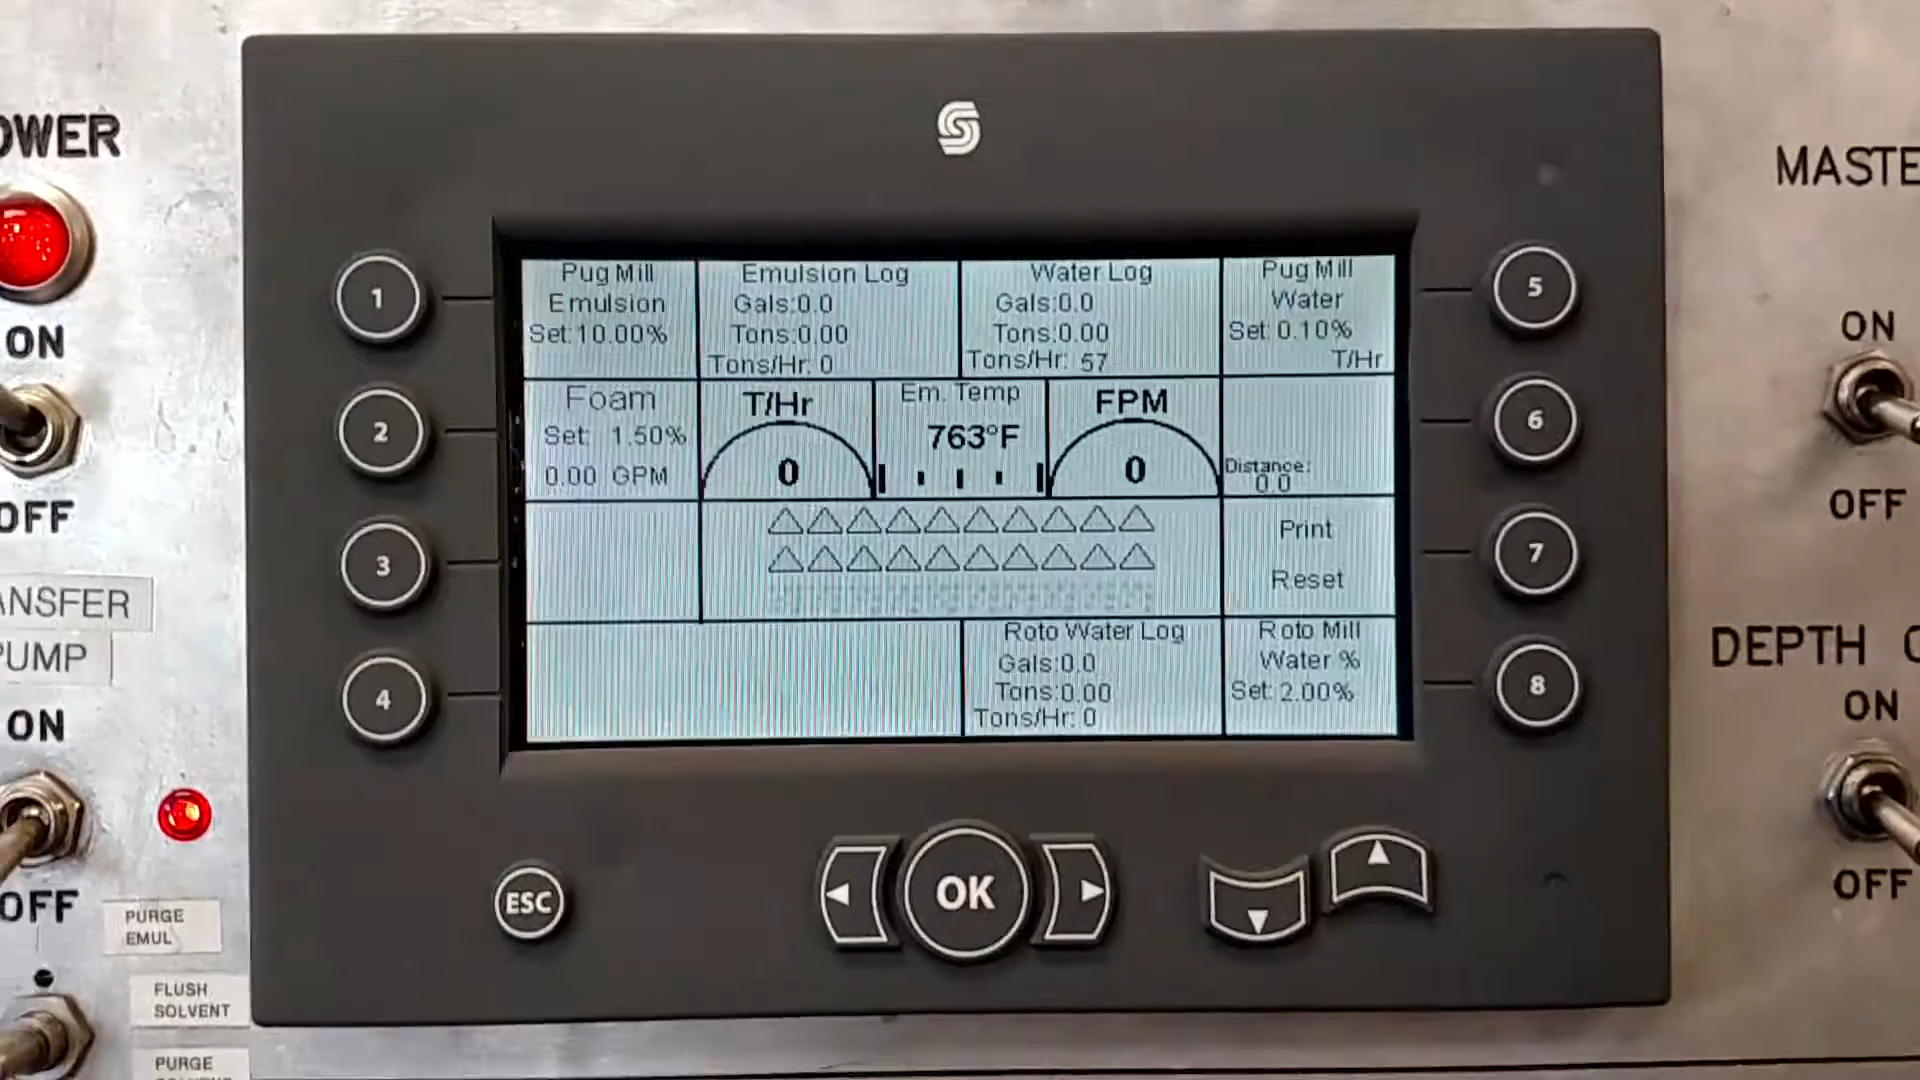 OWER
ON
OFF
ANSFER
PUMP
ON
OFF
PURGE
EMUL
FLUSH
SOLVENT
PURGE
1
2
3
4
Pug Mill
Emulsion
Set:10.00%
Emulsion Log
Gals:0.0
Tons:0.00
Tons/Hr: 0
Water Log
Gals:0.0
Tons:0.00
Tons/Hr: 57
Pug Mill
Water
Set: 0.10%
T/Hr
Foam
Set: 1.50%
0.00 GPM
T/Hr
0
Em. Temp
763°F
FPM
0
Distance:
0.0
Print
Reset
Roto Water Log
Gals:0.0
Tons:0.00
Tons/Hr: 0
Roto Mill
Water %
Set: 2.00%
5
6
7
8
ESC
OK
MASTE
ON
OFF
DEPTH C
ON
OFF